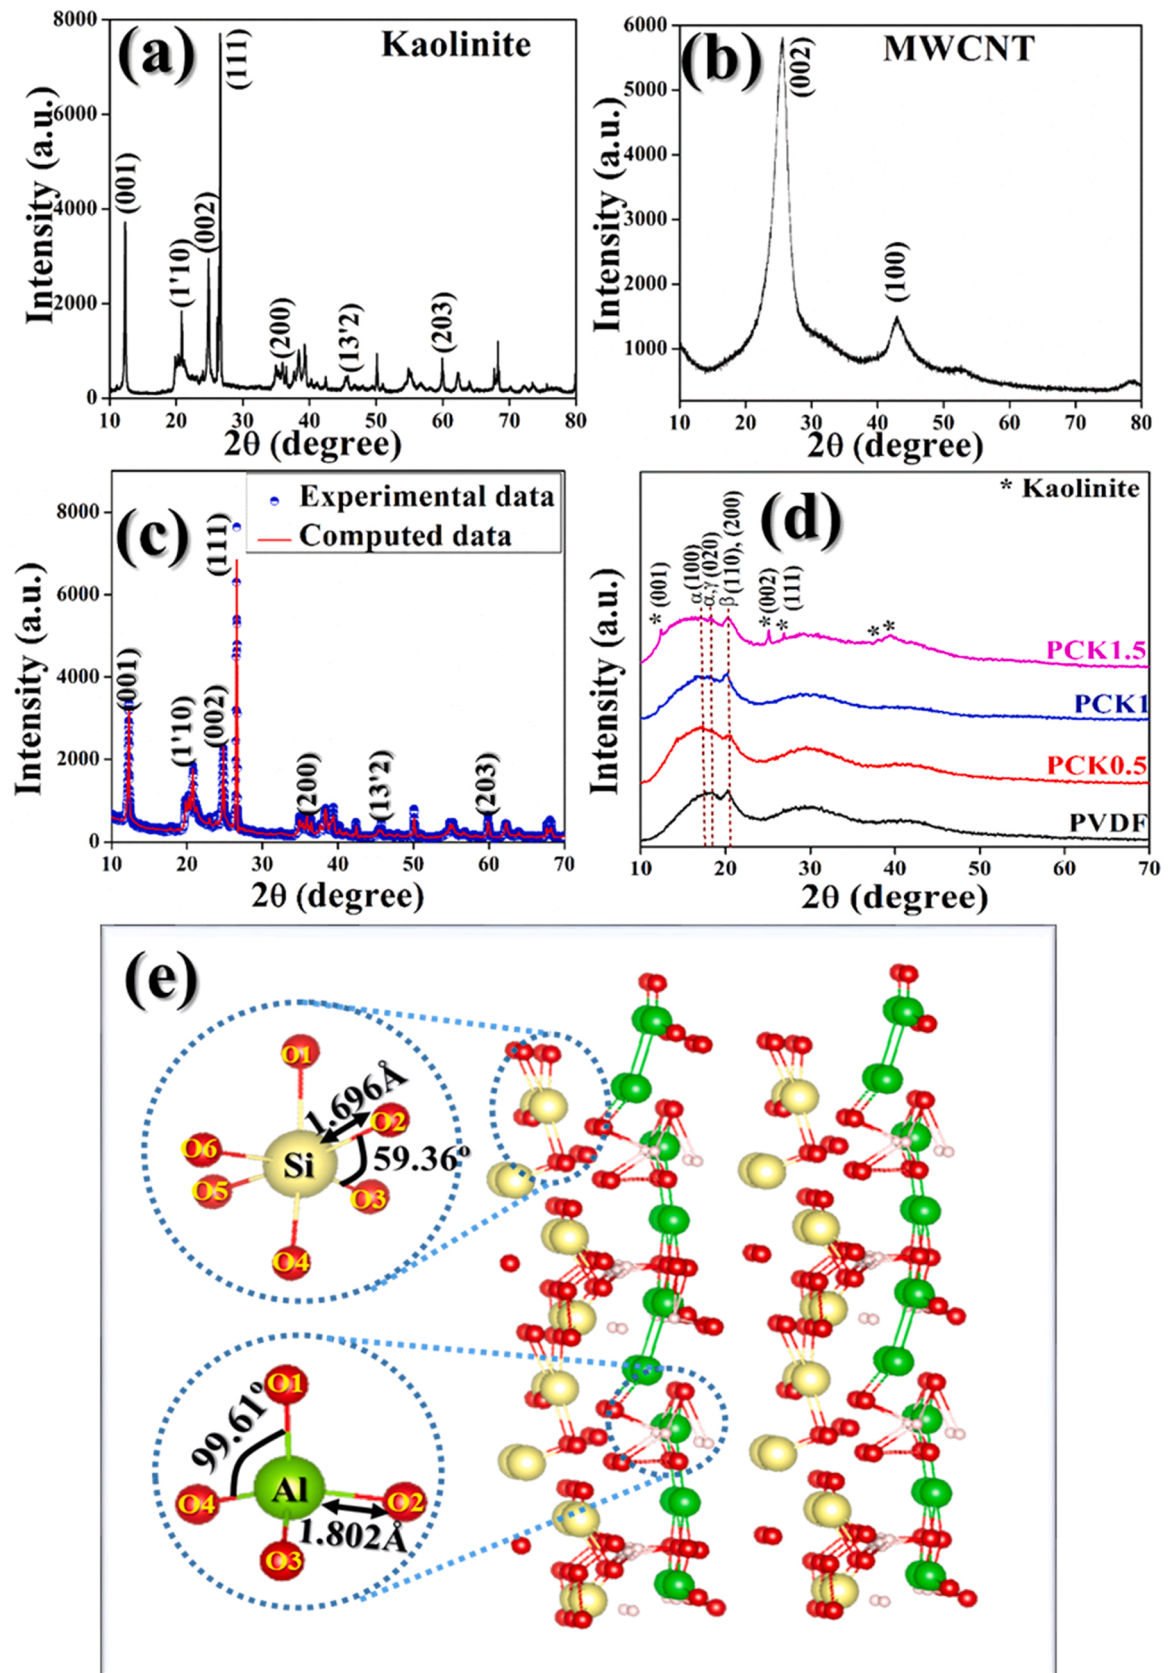 (a)
Kaolinite
Intensity (a.u.)
8000
6000
4000
2000
0
(001)
(1'10)
(002)
(111)
(200)
(13'2)
(203)
10 20 30 40 50 60 70 80
2θ (degree)
(b)
MWCNT
Intensity (a.u.)
6000
5000
4000
3000
2000
1000
(002)
(100)
10 20 30 40 50 60 70 80
2θ (degree)
(c)
Experimental data
Computed data
Intensity (a.u.)
8000
6000
4000
2000
0
(001)
(1'10)
(002)
(111)
(200)
(13'2)
(203)
10 20 30 40 50 60 70
2θ (degree)
(d)
* Kaolinite
Intensity (a.u.)
* (001)
α (100)
α,γ (020)
β (110), (200)
* (002)
* (111)
* *
PCK1.5
PCK1
PCK0.5
PVDF
10 20 30 40 50 60 70
2θ (degree)
(e)
O1
1.696Å
O2
O6
Si
59.36°
O5
O3
O4
O1
99.61°
O4
Al
O2
1.802Å
O3